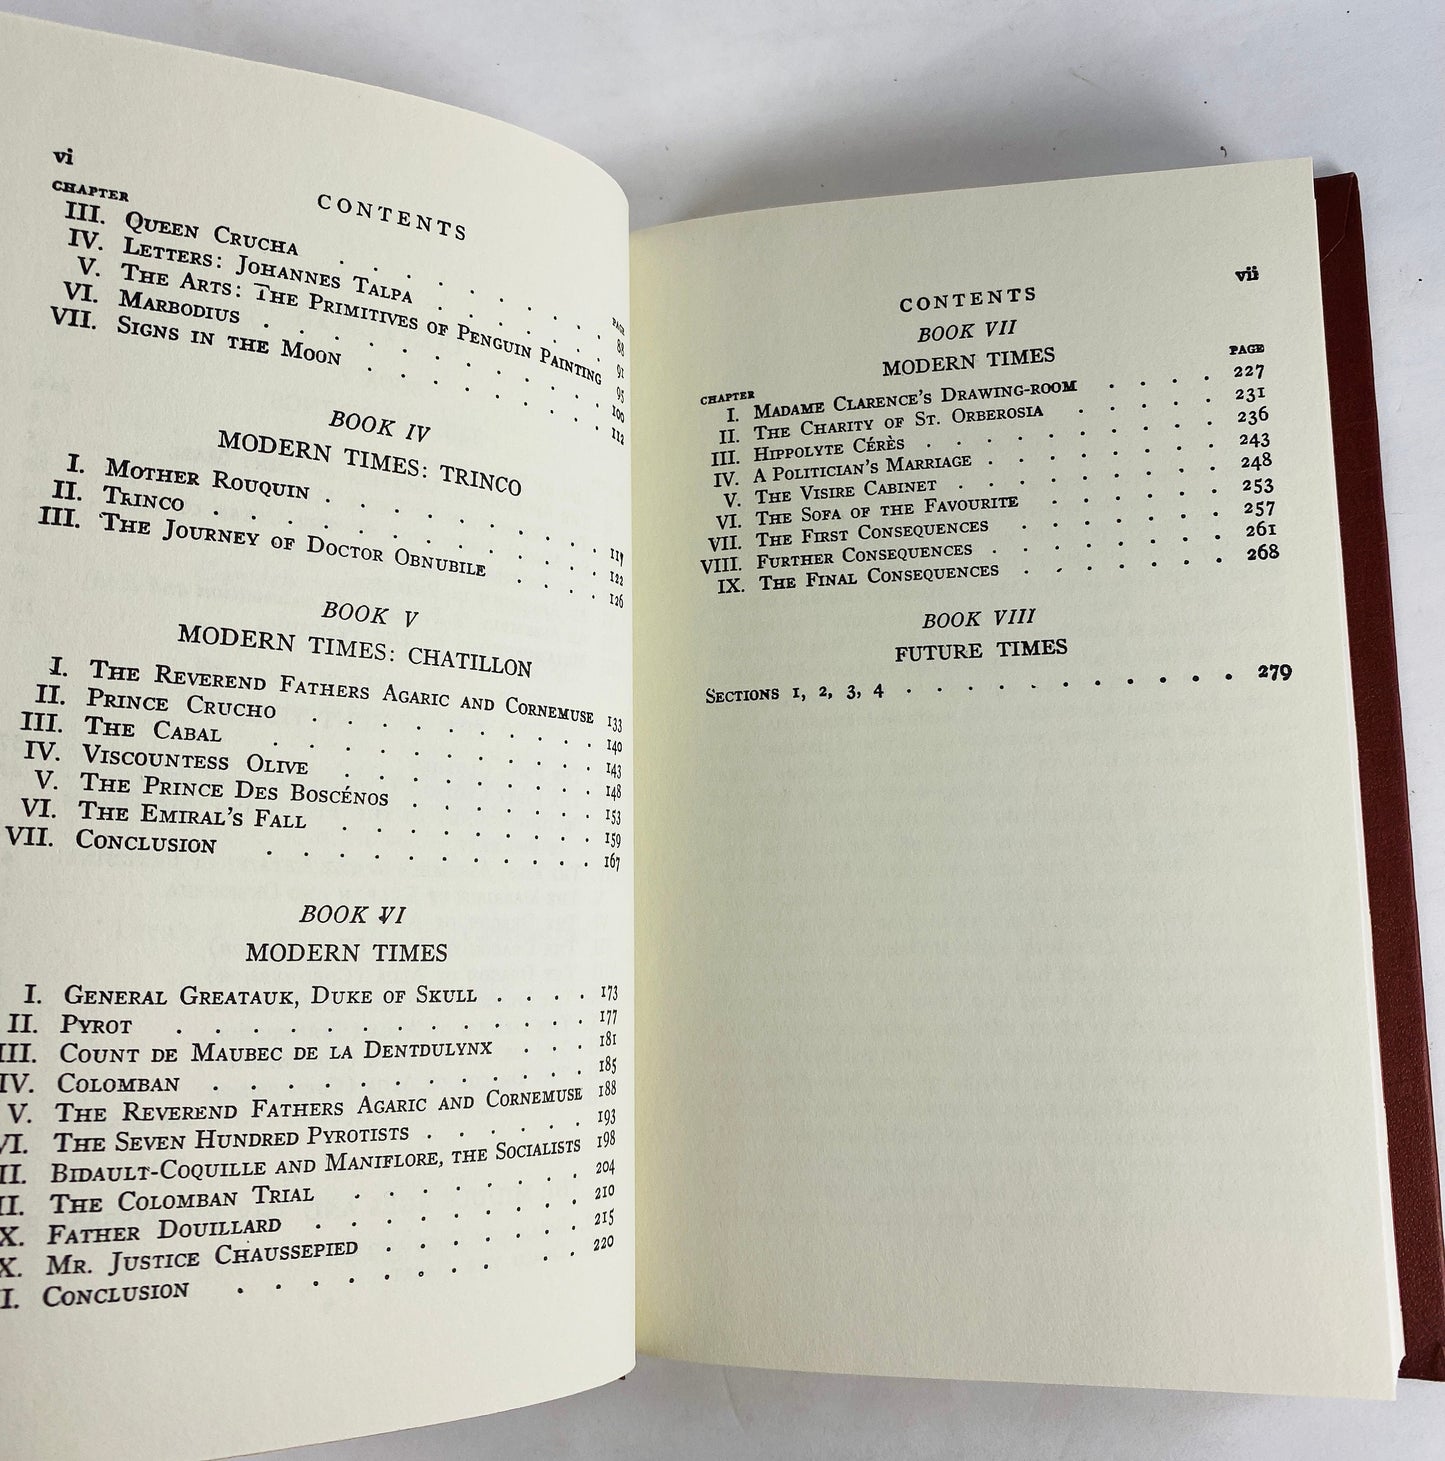 vi
CONTENTS
CHAPTER
PAGE
III. QUEEN CRUCHA . . . . . . . . 88
IV. LETTERS: JOHANNES TALPA . . . . . . 91
V. THE ARTS: THE PRIMITIVES OF PENGUIN PAINTING 95
VI. MARBODIUS . . . . . . . . . . 100
VII. SIGNS IN THE MOON . . . . . . . 112
BOOK IV
MODERN TIMES: TRINCO
I. MOTHER ROUQUIN . . . . . . . . 117
II. TRINCO . . . . . . . . . . . 122
III. THE JOURNEY OF DOCTOR OBNUBILE . . . 126
BOOK V
MODERN TIMES: CHATILLON
I. THE REVEREND FATHERS AGARIC AND CORNEMUSE 133
II. PRINCE CRUCHO . . . . . . . . . 140
III. THE CABAL . . . . . . . . . . 143
IV. VISCOUNTESS OLIVE . . . . . . . . 148
V. THE PRINCE DES BOSCÉNOS . . . . . . 153
VI. THE EMIRAL'S FALL . . . . . . . . 159
VII. CONCLUSION . . . . . . . . . . 167
BOOK VI
MODERN TIMES
I. GENERAL GREATAUK, DUKE OF SKULL . . . . 173
II. PYROT . . . . . . . . . . . . 177
III. COUNT DE MAUBEC DE LA DENTDULYNX . . . 181
IV. COLOMBAN . . . . . . . . . . . 185
V. THE REVEREND FATHERS AGARIC AND CORNEMUSE 188
VI. THE SEVEN HUNDRED PYROTISTS . . . . . 193
II. BIDAULT-COQUILLE AND MANIFLORE, THE SOCIALISTS 198
II. THE COLOMBAN TRIAL . . . . . . . 204
X. FATHER DOUILLARD . . . . . . . . 210
X. MR. JUSTICE CHAUSSEPIED . . . . . . 215
I. CONCLUSION . . . . . . . . . 220
vii
CONTENTS
BOOK VII
MODERN TIMES
CHAPTER PAGE
I. MADAME CLARENCE'S DRAWING-ROOM . . . . 227
II. THE CHARITY OF ST. ORBEROSIA . . . . . 231
III. HIPPOLYTE CÉRÈS . . . . . . . . . 236
IV. A POLITICIAN'S MARRIAGE . . . . . . . 243
V. THE VISIRE CABINET . . . . . . . . 248
VI. THE SOFA OF THE FAVOURITE . . . . . . 253
VII. THE FIRST CONSEQUENCES . . . . . . . 257
VIII. FURTHER CONSEQUENCES . . . . . . . 261
IX. THE FINAL CONSEQUENCES . . . . . . . 268
BOOK VIII
FUTURE TIMES
SECTIONS 1, 2, 3, 4 . . . . . . . . . . . 279